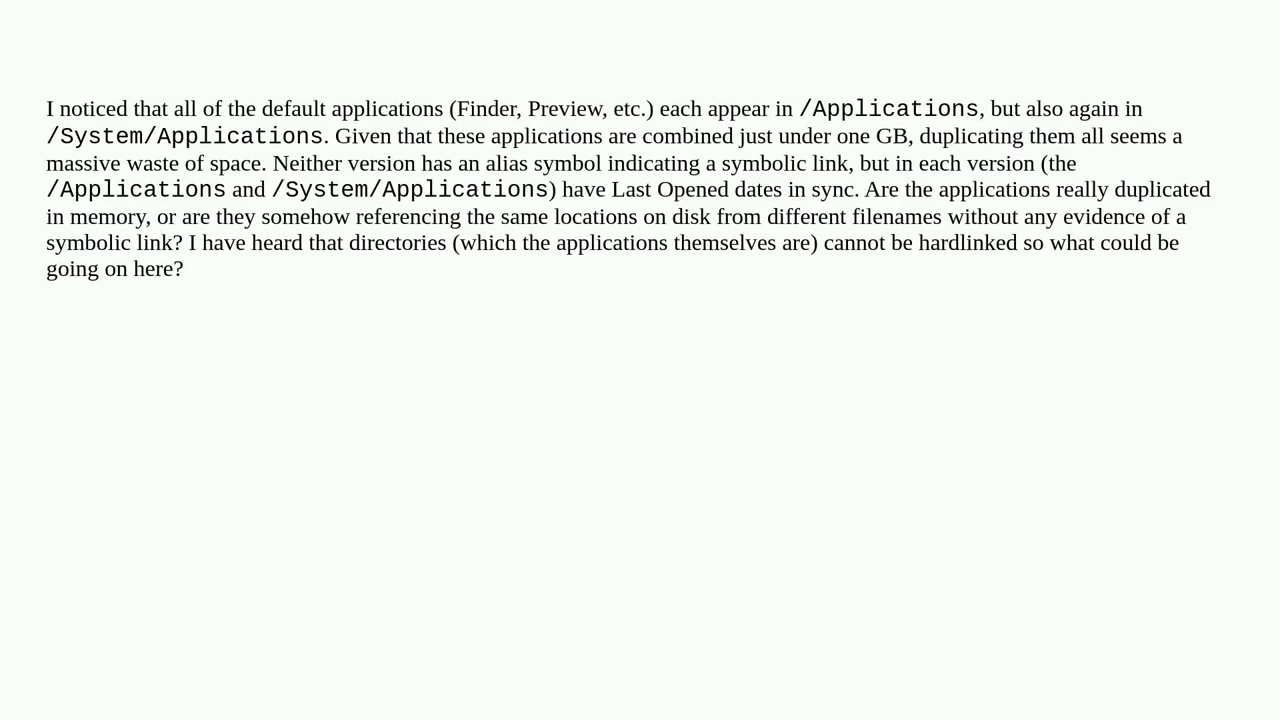 I noticed that all of the default applications (Finder, Preview, etc.) each appear in /Applications, but also again in
/System/Applications. Given that these applications are combined just under one GB, duplicating them all seems a
massive waste of space. Neither version has an alias symbol indicating a symbolic link, but in each version (the
/Applications and /System/Applications) have Last Opened dates in sync. Are the applications really duplicated
in memory, or are they somehow referencing the same locations on disk from different filenames without any evidence of a
symbolic link? I have heard that directories (which the applications themselves are) cannot be hardlinked so what could be
going on here?